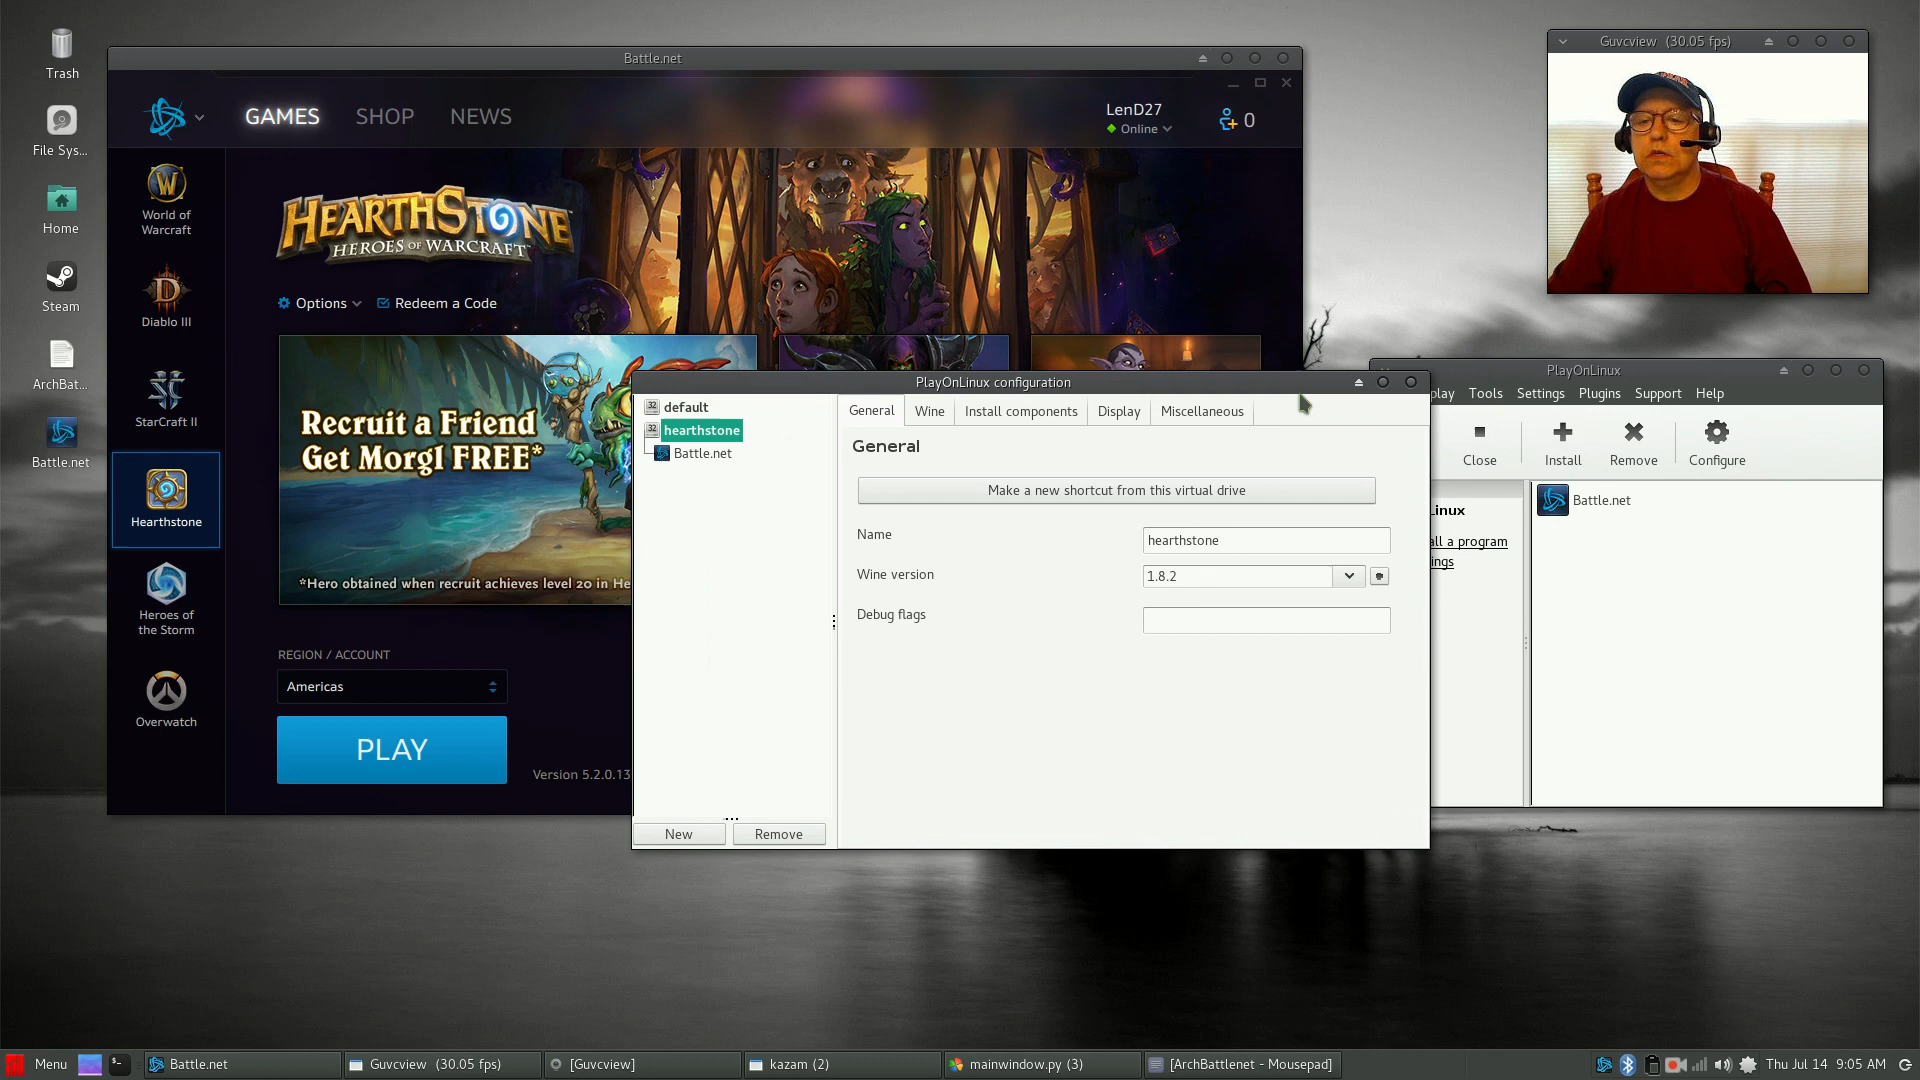 Trash
File Sys...
Home
Steam
ArchBat...
Battle.net
Battle.net
GAMES
SHOP
NEWS
LenD27
Online
0
World of
Warcraft
Diablo III
StarCraft II
Hearthstone
Heroes of
the Storm
Overwatch
HEARTHSTONE
HEROES OF WARCRAFT
Options
Redeem a Code
Recruit a Friend
Get Morgl FREE*
*Hero obtained when recruit achieves level 20 in He
REGION / ACCOUNT
Americas
PLAY
Version 5.2.0.13
PlayOnLinux configuration
default
hearthstone
Battle.net
New
Remove
General
Wine
Install components
Display
Miscellaneous
General
Make a new shortcut from this virtual drive
Name
hearthstone
Wine version
1.8.2
Debug flags
Guvcview (30.05 fps)
PlayOnLinux
play
Tools
Settings
Plugins
Support
Help
Close
Install
Remove
Configure
Linux
all a program
ings
Battle.net
Menu
Battle.net
Guvcview (30.05 fps)
[Guvcview]
kazam (2)
mainwindow.py (3)
[ArchBattlenet - Mousepad]
Thu Jul 14 9:05 AM